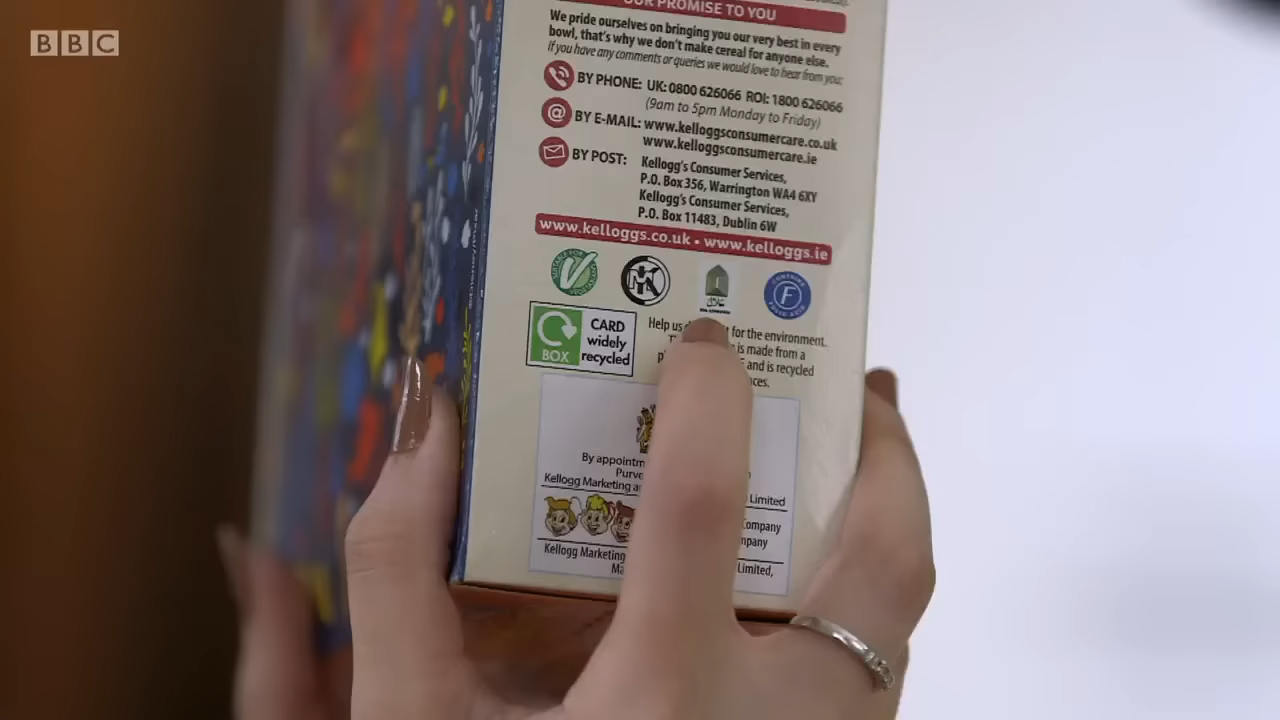 BBC
OUR PROMISE TO YOU
We pride ourselves on bringing you our very best in every
bowl, that's why we don't make cereal for anyone else.
If you have any comments or queries we would love to hear from you:
BY PHONE: UK: 0800 626066 ROI: 1800 626066
(9am to 5pm Monday to Friday)
BY E-MAIL: www.kelloggsconsumercare.co.uk
www.kelloggsconsumercare.ie
BY POST: Kellogg's Consumer Services,
P.O. Box 356, Warrington WA4 6XY
Kellogg's Consumer Services,
P.O. Box 11483, Dublin 6W
www.kelloggs.co.uk • www.kelloggs.ie
F
CARD
widely
recycled
BOX
Help us for the environment.
is made from a
and is recycled
By appointm
Purve
Kellogg Marketing a Limited
Company
Kellogg Marketing Limited,